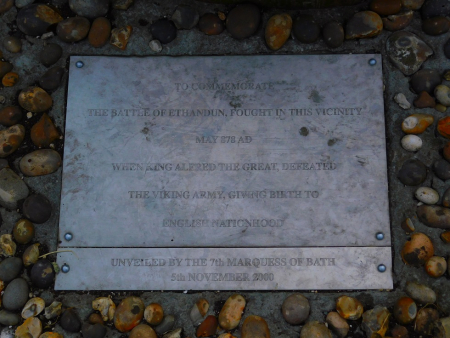 TO COMMEMORATE
THE BATTLE OF ETHANDUN, FOUGHT IN THIS VICINITY
MAY 878 AD
WHEN KING ALFRED THE GREAT, DEFEATED
THE VIKING ARMY, GIVING BIRTH TO
ENGLISH NATIONHOOD
UNVEILED BY THE 7th MARQUESS OF BATH
5th NOVEMBER 2000